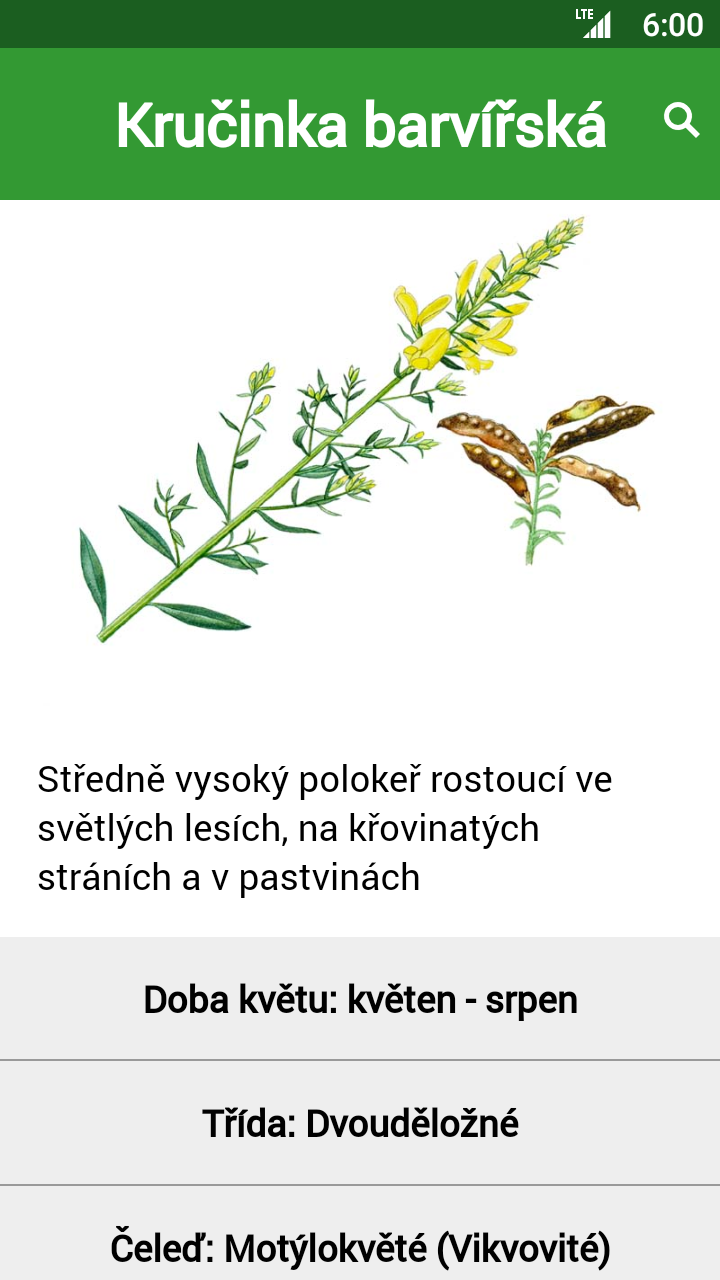 LTE 6:00
Kručinka barvířská
Středně vysoký polokeř rostoucí ve
světlých lesích, na křovinatých
stráních a v pastvinách
Doba květu: květen - srpen
Třída: Dvouděložné
Čeleď: Motýlokvěté (Vikvovité)